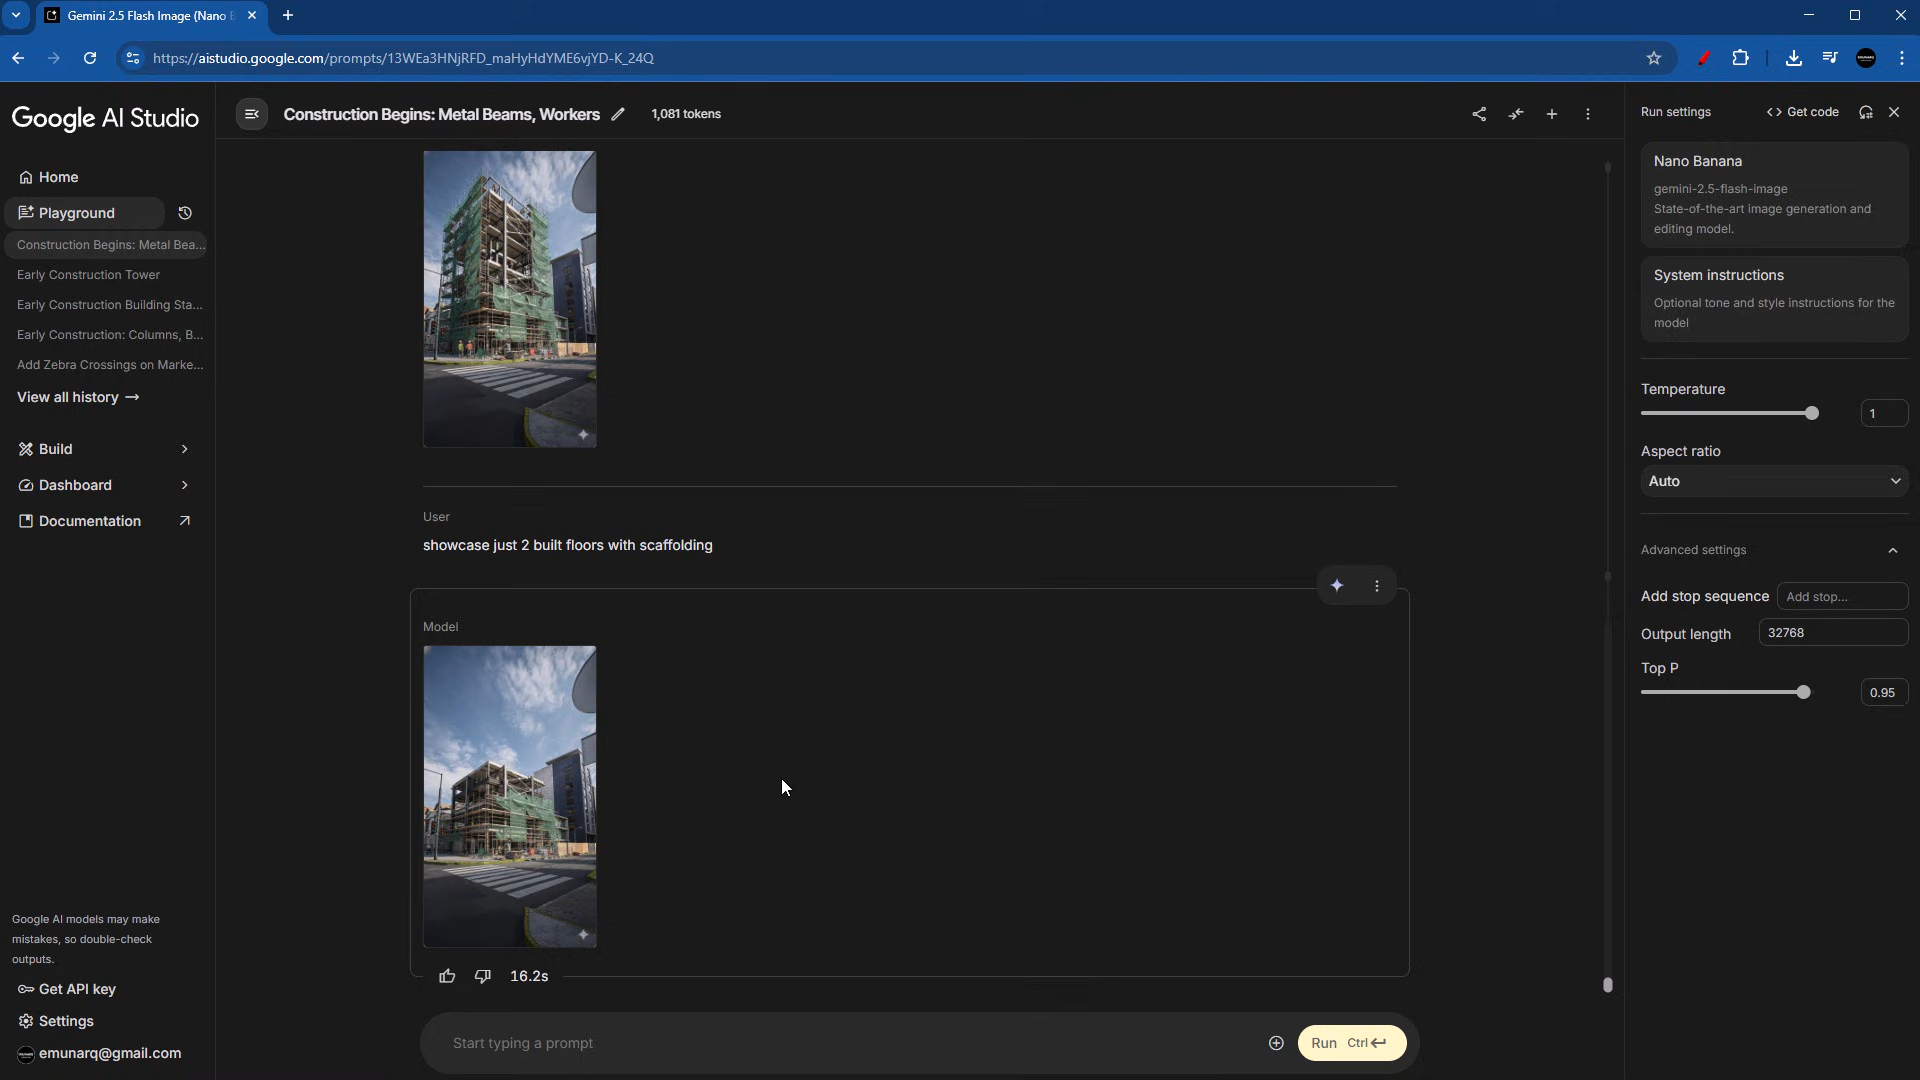 Gemini 2.5 Flash Image (Nano B
https://aistudio.google.com/prompts/13WEa3HNjRFD_maHyHdYME6vjYD-K_24Q
Google AI Studio
Home
Playground
Construction Begins: Metal Bea...
Early Construction Tower
Early Construction Building Sta...
Early Construction: Columns, B...
Add Zebra Crossings on Marke...
View all history →
Build
Dashboard
Documentation
Google AI models may make
mistakes, so double-check
outputs.
Get API key
Settings
emunarq@gmail.com
Construction Begins: Metal Beams, Workers
1,081 tokens
User
showcase just 2 built floors with scaffolding
Model
16.2s
Start typing a prompt
Run Ctrl
Run settings
Get code
Nano Banana
gemini-2.5-flash-image
State-of-the-art image generation and
editing model.
System instructions
Optional tone and style instructions for the
model
Temperature
1
Aspect ratio
Auto
Advanced settings
Add stop sequence
Add stop...
Output length
32768
Top P
0.95